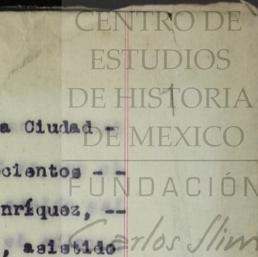 CENTRO DE
ESTUDIOS
DE HISTORIA
a Ciudad -
DE MEXICO
cientos - -
FUNDACIÓN
nríquez, --
Carlos Slim
, asistido